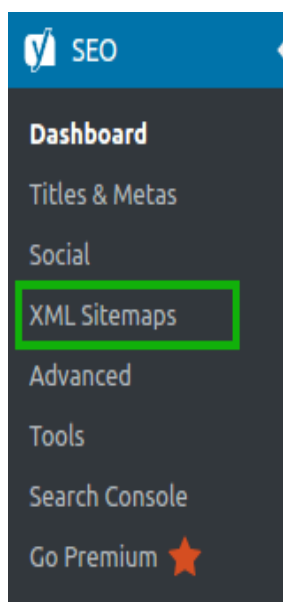 SEO
Dashboard
Titles & Metas
Social
XML Sitemaps
Advanced
Tools
Search Console
Go Premium